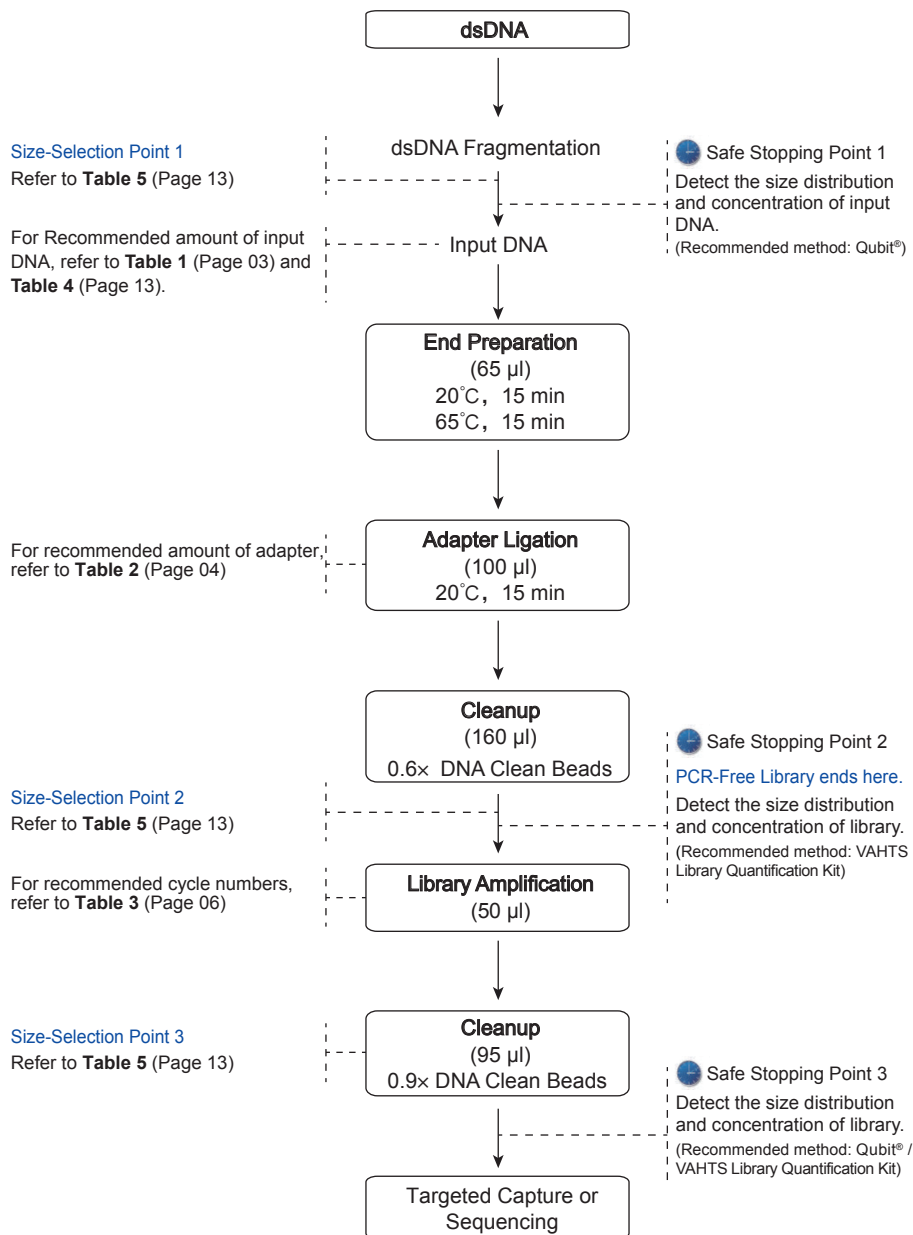 dsDNA
dsDNA Fragmentation
Size-Selection Point 1
Refer to Table 5 (Page 13)
Safe Stopping Point 1
Detect the size distribution
and concentration of input
DNA.
(Recommended method: Qubit®)
For Recommended amount of input
DNA, refer to Table 1 (Page 03) and
Table 4 (Page 13).
Input DNA
End Preparation
(65 µl)
20℃, 15 min
65℃, 15 min
For recommended amount of adapter,
refer to Table 2 (Page 04)
Adapter Ligation
(100 µl)
20℃, 15 min
Cleanup
(160 µl)
0.6× DNA Clean Beads
Size-Selection Point 2
Refer to Table 5 (Page 13)
Safe Stopping Point 2
PCR-Free Library ends here.
Detect the size distribution
and concentration of library.
(Recommended method: VAHTS
Library Quantification Kit)
For recommended cycle numbers,
refer to Table 3 (Page 06)
Library Amplification
(50 µl)
Size-Selection Point 3
Refer to Table 5 (Page 13)
Cleanup
(95 µl)
0.9× DNA Clean Beads
Safe Stopping Point 3
Detect the size distribution
and concentration of library.
(Recommended method: Qubit® /
VAHTS Library Quantification Kit)
Targeted Capture or
Sequencing